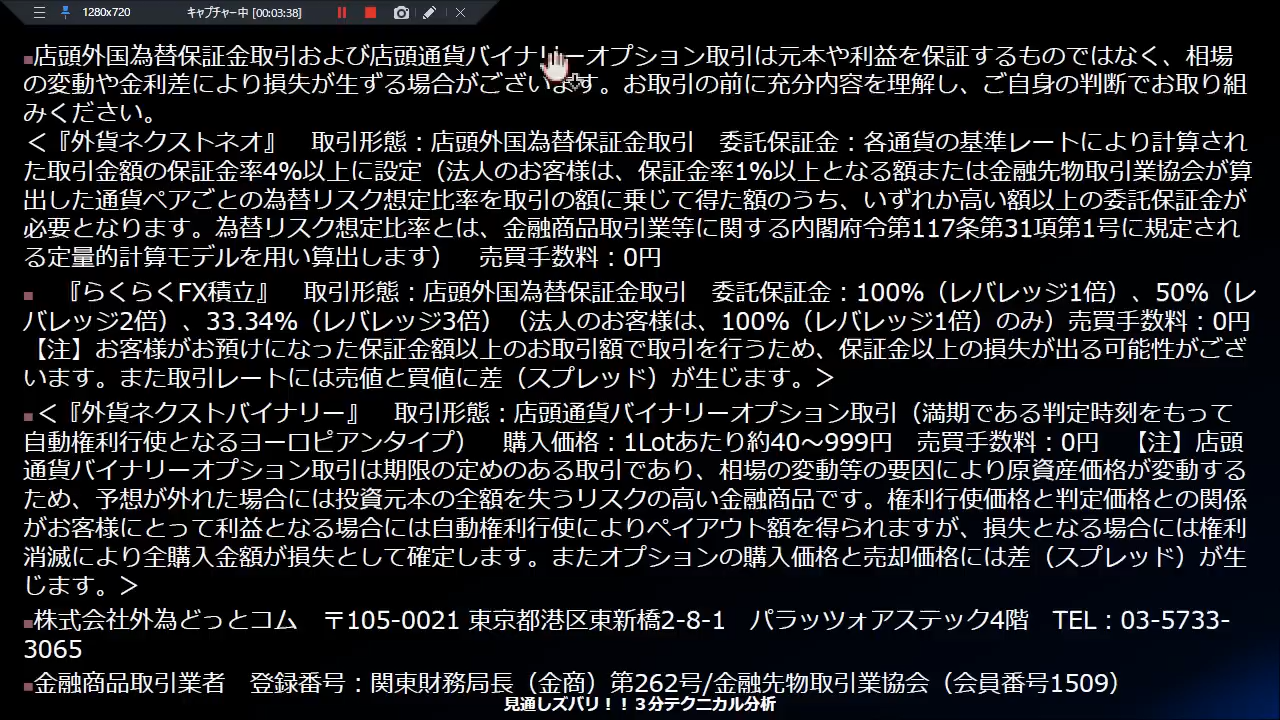 1280x720 キャプチャー中 [00:03:38]
店頭外国為替保証金取引および店頭通貨バイナリーオプション取引は元本や利益を保証するものではなく、相場
の変動や金利差により損失が生ずる場合がございます。お取引の前に充分内容を理解し、ご自身の判断でお取り組
みください。
＜『外貨ネクストネオ』　取引形態：店頭外国為替保証金取引　委託保証金：各通貨の基準レートにより計算され
た取引金額の保証金率4%以上に設定（法人のお客様は、保証金率1%以上となる額または金融先物取引業協会が算
出した通貨ペアごとの為替リスク想定比率を取引の額に乗じて得た額のうち、いずれか高い額以上の委託保証金が
必要となります。為替リスク想定比率とは、金融商品取引業等に関する内閣府令第117条第31項第1号に規定され
る定量的計算モデルを用い算出します）　売買手数料：0円
『らくらくFX積立』　取引形態：店頭外国為替保証金取引　委託保証金：100%（レバレッジ1倍）、50%（レ
バレッジ2倍）、33.34%（レバレッジ3倍）（法人のお客様は、100%（レバレッジ1倍）のみ）売買手数料：0円
【注】お客様がお預けになった保証金額以上のお取引額で取引を行うため、保証金以上の損失が出る可能性がござ
います。また取引レートには売値と買値に差（スプレッド）が生じます。＞
＜『外貨ネクストバイナリー』　取引形態：店頭通貨バイナリーオプション取引（満期である判定時刻をもって
自動権利行使となるヨーロピアンタイプ）　購入価格：1Lotあたり約40～999円　売買手数料：0円　【注】店頭
通貨バイナリーオプション取引は期限の定めのある取引であり、相場の変動等の要因により原資産価格が変動する
ため、予想が外れた場合には投資元本の全額を失うリスクの高い金融商品です。権利行使価格と判定価格との関係
がお客様にとって利益となる場合には自動権利行使によりペイアウト額を得られますが、損失となる場合には権利
消滅により全購入金額が損失として確定します。またオプションの購入価格と売却価格には差（スプレッド）が生
じます。＞
株式会社外為どっとコム　〒105-0021 東京都港区東新橋2-8-1　パラッツォアステック4階　TEL：03-5733-
3065
金融商品取引業者　登録番号：関東財務局長（金商）第262号/金融先物取引業協会（会員番号1509）
見通しズバリ！！３分テクニカル分析